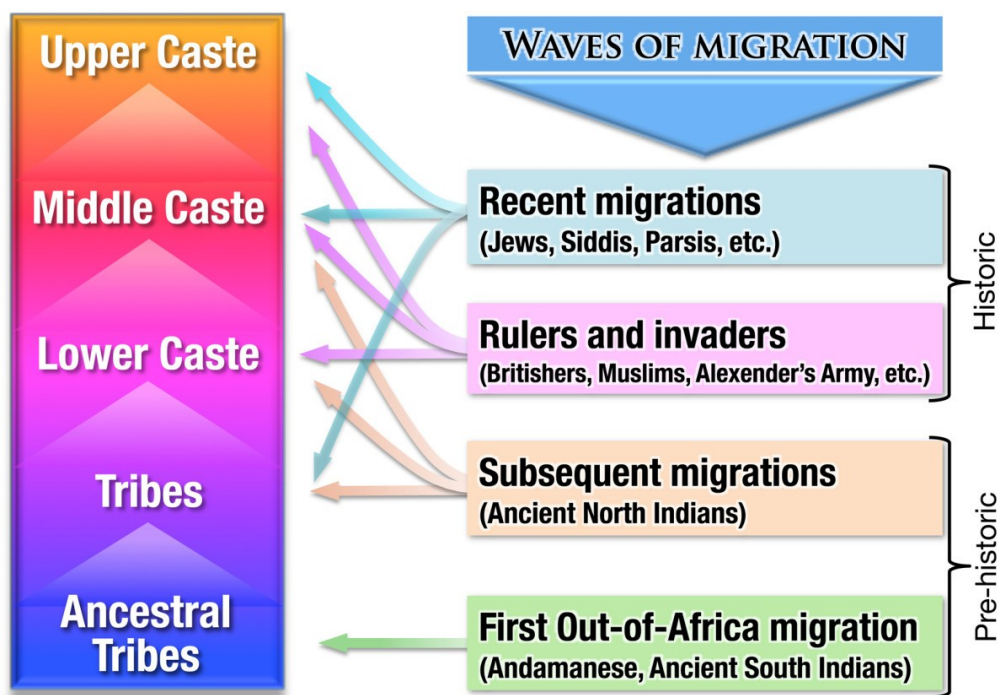 Upper Caste
Middle Caste
Lower Caste
Tribes
Ancestral
Tribes
WAVES OF MIGRATION
Recent migrations
(Jews, Siddis, Parsis, etc.)
Rulers and invaders
(Britishers, Muslims, Alexender's Army, etc.)
Subsequent migrations
(Ancient North Indians)
First Out-of-Africa migration
(Andamanese, Ancient South Indians)
Historic
Pre-historic